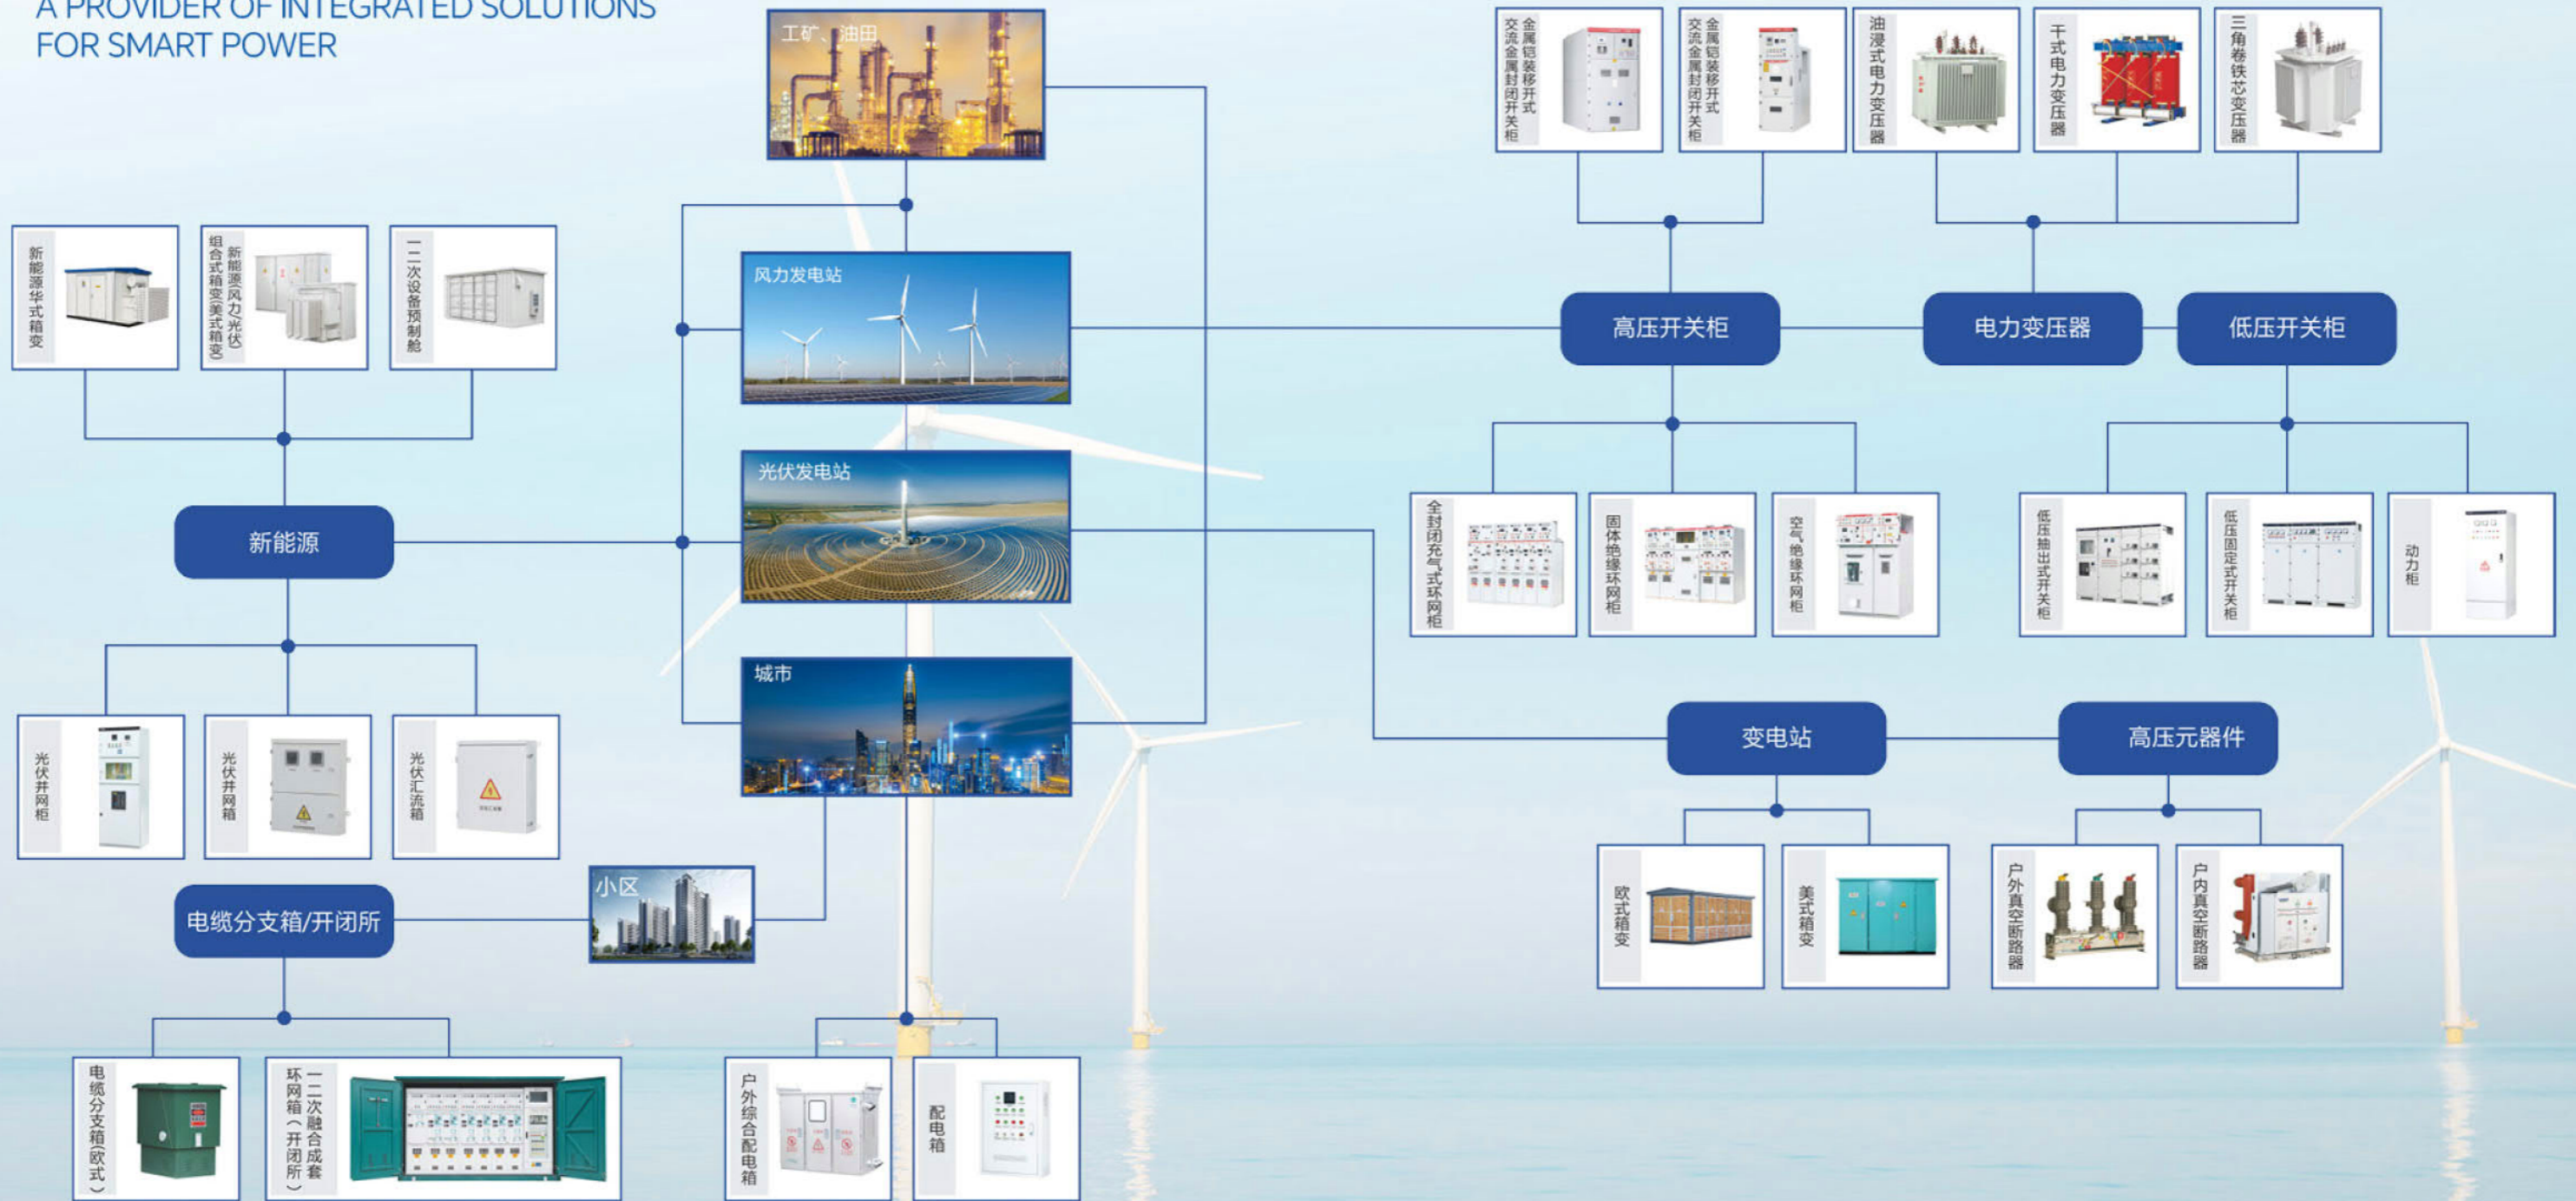 A PROVIDER OF INTEGRATED SOLUTIONS
FOR SMART POWER
工矿、油田
金属铠装移开式
交流金属封闭开关柜
金属铠装移开式
交流金属封闭开关柜
油浸式电力变压器
干式电力变压器
三角卷铁芯变压器
新能源华式箱变
新能源(风力/光伏)
组合式箱变(美式箱变)
一二次设备预制舱
风力发电站
高压开关柜
电力变压器
低压开关柜
光伏发电站
新能源
全封闭充气式环网柜
固体绝缘环网柜
空气绝缘环网柜
低压抽出式开关柜
低压固定式开关柜
动力柜
城市
光伏并网柜
光伏并网箱
光伏汇流箱
变电站
高压元器件
小区
电缆分支箱/开闭所
欧式箱变
美式箱变
户外真空断路器
户内真空断路器
电缆分支箱(欧式)
一二次融合成套
环网箱(开闭所)
户外综合配电箱
配电箱